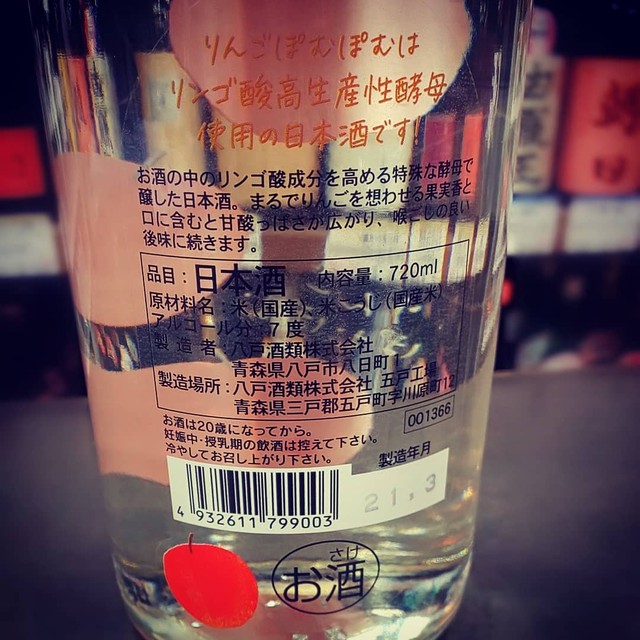 りんごぽむぽむは
リンゴ酸高生産性酵母
使用の日本酒です!
お酒の中のリンゴ酸成分を高める特殊な酵母で
醸した日本酒。まるでりんごを想わせる果実香と
口に含むと甘酸っぱさが広がり、喉ごしの良い
後味に続きます。
品目:日本酒 内容量:720ml
原材料名:米(国産)、米こうじ(国産米)
アルコール分 7度
製造者:八戸酒類株式会社
青森県八戸市八日町1
製造場所:八戸酒類株式会社 五戸工場
青森県三戸郡五戸町字川原町12
001366
お酒は20歳になってから。
妊娠中・授乳期の飲酒は控えて下さい。
冷やしてお召し上がり下さい。
製造年月
21.3
4 932611 799003
さけ
お酒